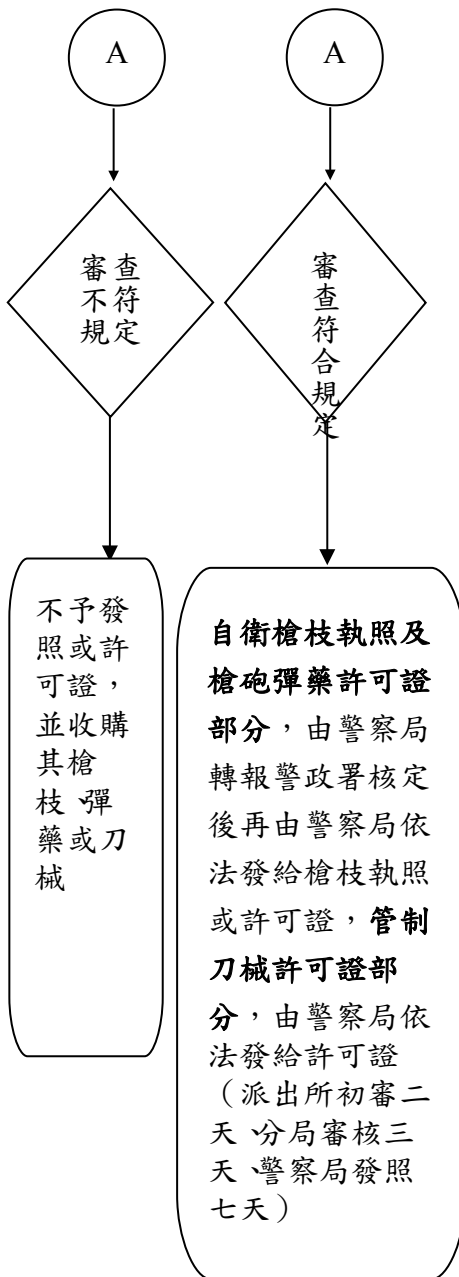 A
審查
不符
規定
不予發
照或許
可證，
並收購
其槍
枝、彈
藥或刀
械
A
審
查
符
合
規
定
自衛槍枝執照及
槍砲彈藥許可證
部分，由警察局
轉報警政署核定
後再由警察局依
法發給槍枝執照
或許可證，管制
刀械許可證部
分，由警察局依
法發給許可證
（派出所初審二
天、分局審核三
天、警察局發照
七天）